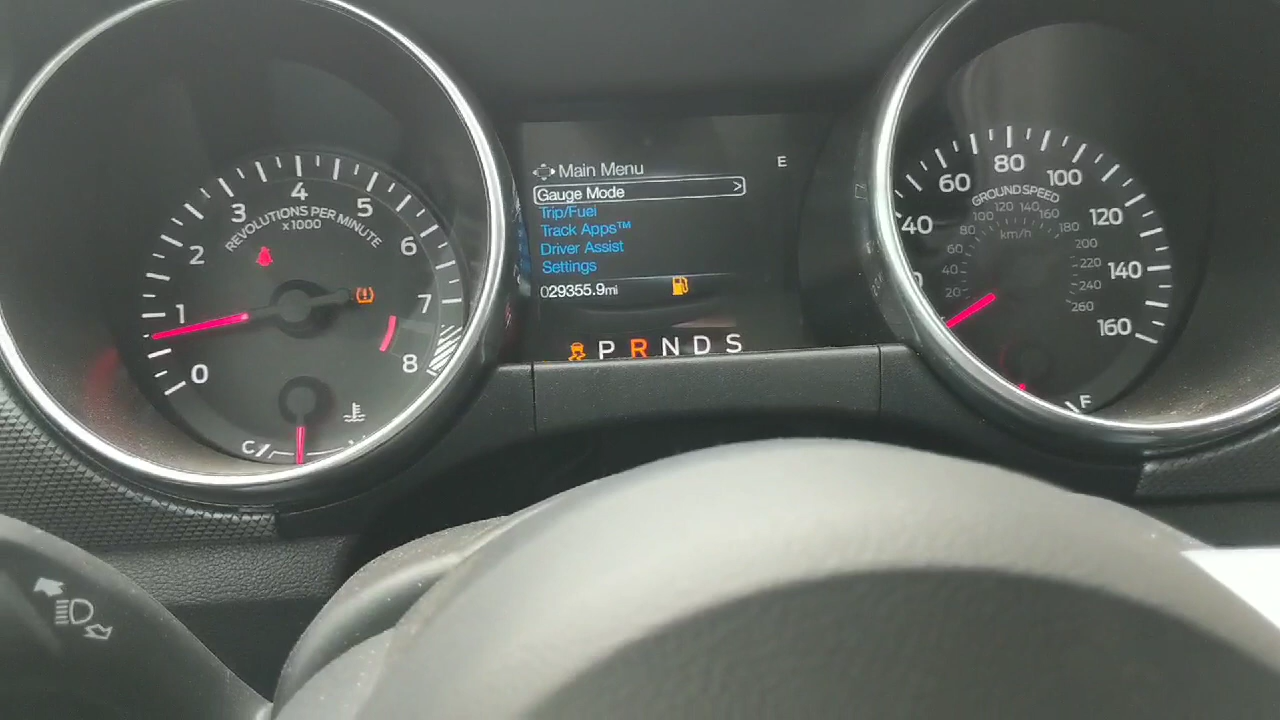 0
1
2
3
4
5
6
7
8
REVOLUTIONS PER MINUTE
x1000
C
Main Menu
E
Gauge Mode >
Trip/Fuel
Track Apps™
Driver Assist
Settings
029355.9mi
P R N D S
40
60
80
100
120
140
160
GROUND SPEED
20
40
60
80
100
120
140
160
180
200
220
240
260
km/h
F